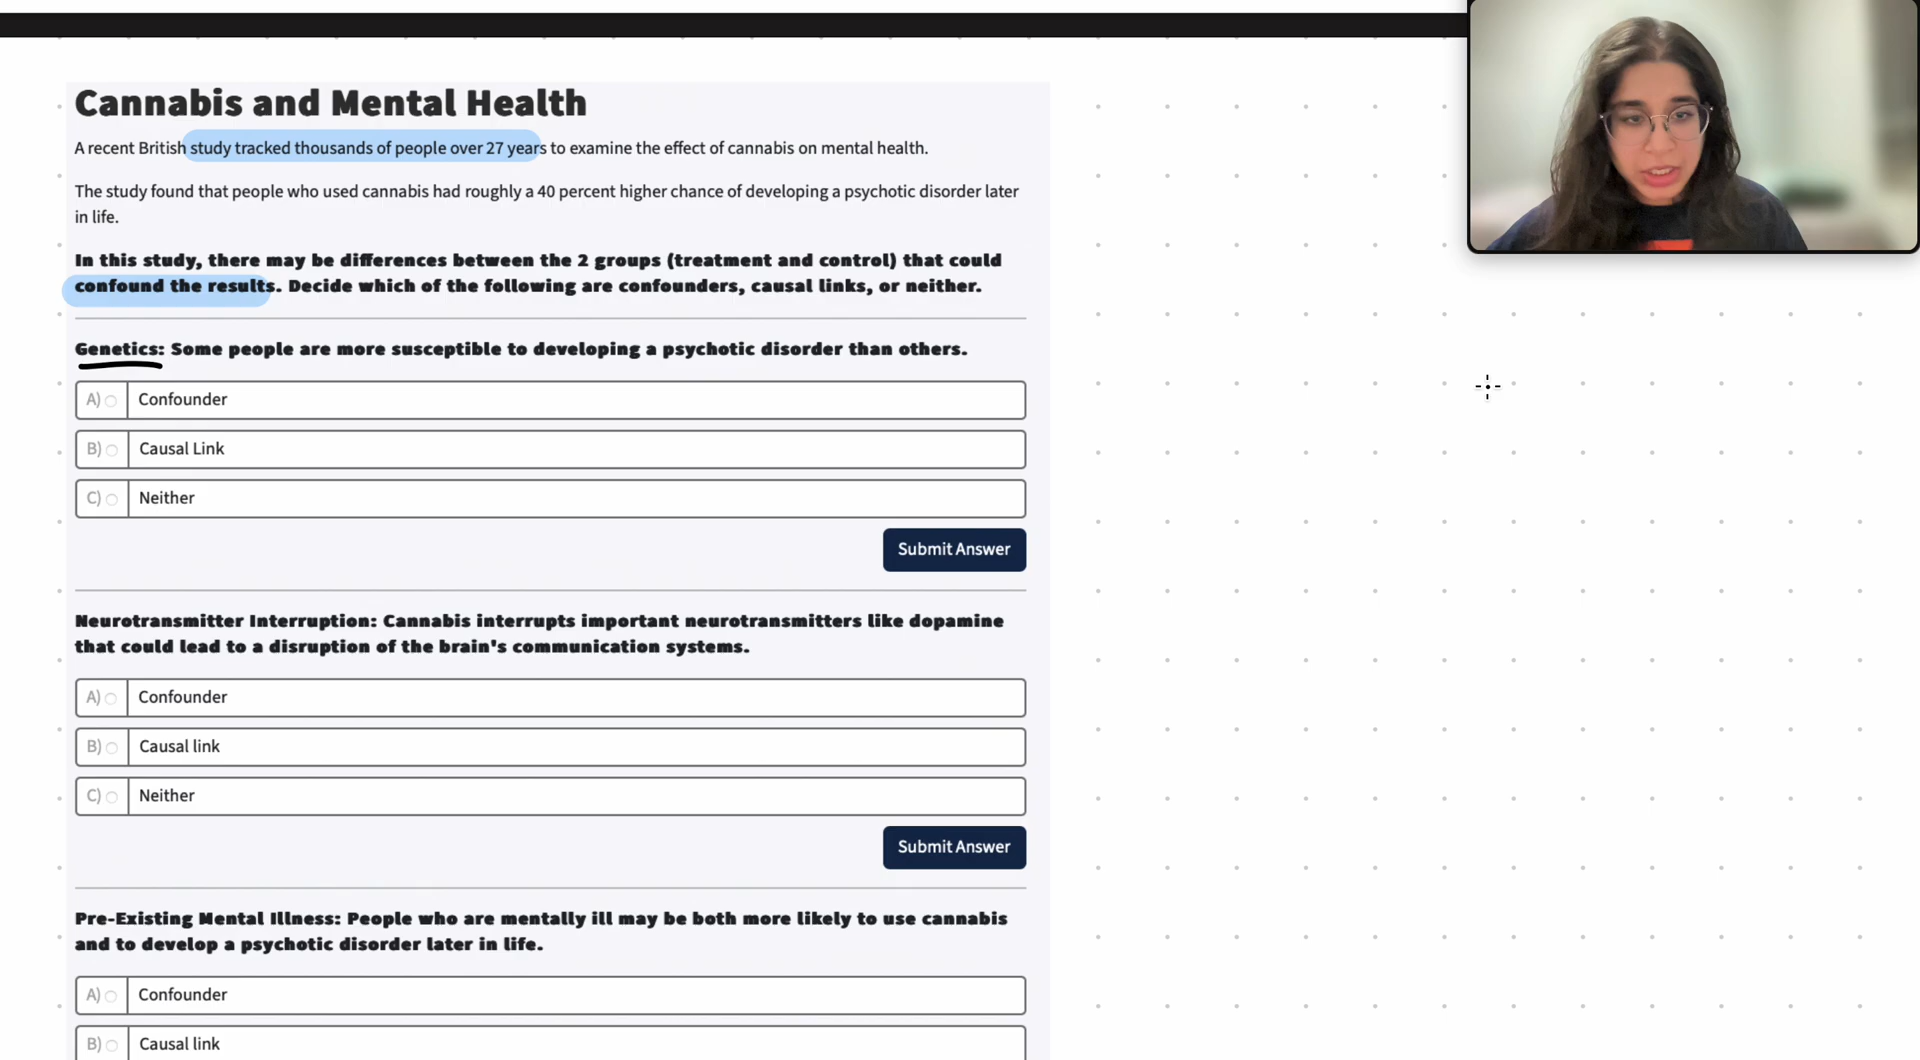 Cannabis and Mental Health
A recent British study tracked thousands of people over 27 years to examine the effect of cannabis on mental health.
The study found that people who used cannabis had roughly a 40 percent higher chance of developing a psychotic disorder later
in life.
In this study, there may be differences between the 2 groups (treatment and control) that could
confound the results. Decide which of the following are confounders, causal links, or neither.
Genetics: Some people are more susceptible to developing a psychotic disorder than others.
A) Confounder
B) Causal Link
C) Neither
Submit Answer
Neurotransmitter Interruption: Cannabis interrupts important neurotransmitters like dopamine
that could lead to a disruption of the brain's communication systems.
A) Confounder
B) Causal link
C) Neither
Submit Answer
Pre-Existing Mental Illness: People who are mentally ill may be both more likely to use cannabis
and to develop a psychotic disorder later in life.
A) Confounder
B) Causal link